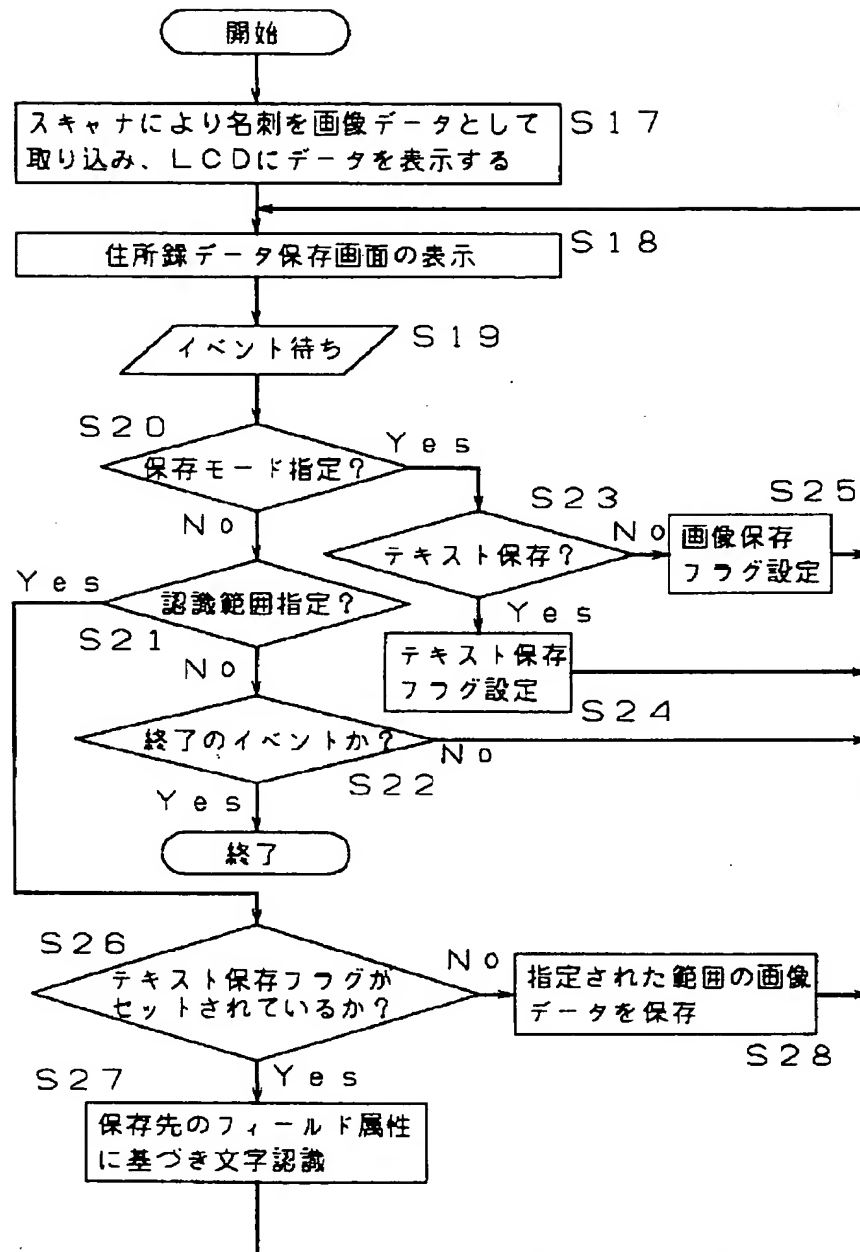 開始
スキャナにより名刺を画像データとして
取り込み、LCDにデータを表示する
S17
住所録データ保存画面の表示
S18
イベント待ち
S19
S20
保存モード指定?
Yes
No
S23
テキスト保存?
No
S25
画像保存
フラグ設定
Yes
テキスト保存
フラグ設定
S24
Yes
認識範囲指定?
S21
No
終了のイベントか?
No
S22
Yes
終了
S26
テキスト保存フラグが
セットされているか?
No
指定された範囲の画像
データを保存
S28
S27
Yes
保存先のフィールド属性
に基づき文字認識